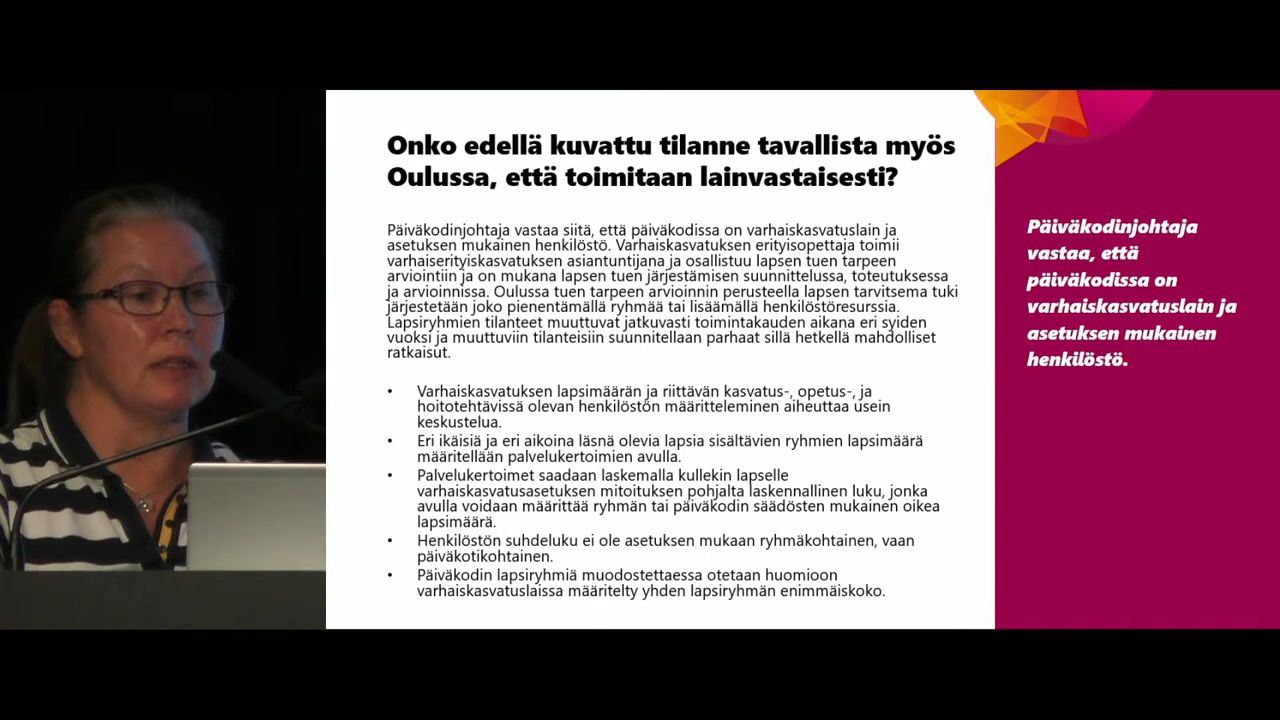 Onko edellä kuvattu tilanne tavallista myös
Oulussa, että toimitaan lainvastaisesti?
Päiväkodinjohtaja vastaa siitä, että päiväkodissa on varhaiskasvatuslain ja
asetuksen mukainen henkilöstö. Varhaiskasvatuksen erityisopettaja toimii
varhaiserityiskasvatuksen asiantuntijana ja osallistuu lapsen tuen tarpeen
arviointiin ja on mukana lapsen tuen järjestämisen suunnittelussa, toteutuksessa
ja arvioinnissa. Oulussa tuen tarpeen arvioinnin perusteella lapsen tarvitsema tuki
järjestetään joko pienentämällä ryhmää tai lisäämällä henkilöstöresurssia.
Lapsiryhmien tilanteet muuttuvat jatkuvasti toimintakauden aikana eri syiden
vuoksi ja muuttuviin tilanteisiin suunnitellaan parhaat sillä hetkellä mahdolliset
ratkaisut.
• Varhaiskasvatuksen lapsimäärän ja riittävän kasvatus-, opetus-, ja
hoitotehtävissä olevan henkilöstön määritteleminen aiheuttaa usein
keskustelua.
• Eri ikäisiä ja eri aikoina läsnä olevia lapsia sisältävien ryhmien lapsimäärä
määritellään palvelukertoimien avulla.
• Palvelukertoimet saadaan laskemalla kullekin lapselle
varhaiskasvatusasetuksen mitoituksen pohjalta laskennallinen luku, jonka
avulla voidaan määrittää ryhmän tai päiväkodin säädösten mukainen oikea
lapsimäärä.
• Henkilöstön suhdeluku ei ole asetuksen mukaan ryhmäkohtainen, vaan
päiväkotikohtainen.
• Päiväkodin lapsiryhmiä muodostettaessa otetaan huomioon
varhaiskasvatuslaissa määritelty yhden lapsiryhmän enimmäiskoko.
Päiväkodinjohtaja
vastaa, että
päiväkodissa on
varhaiskasvatuslain ja
asetuksen mukainen
henkilöstö.